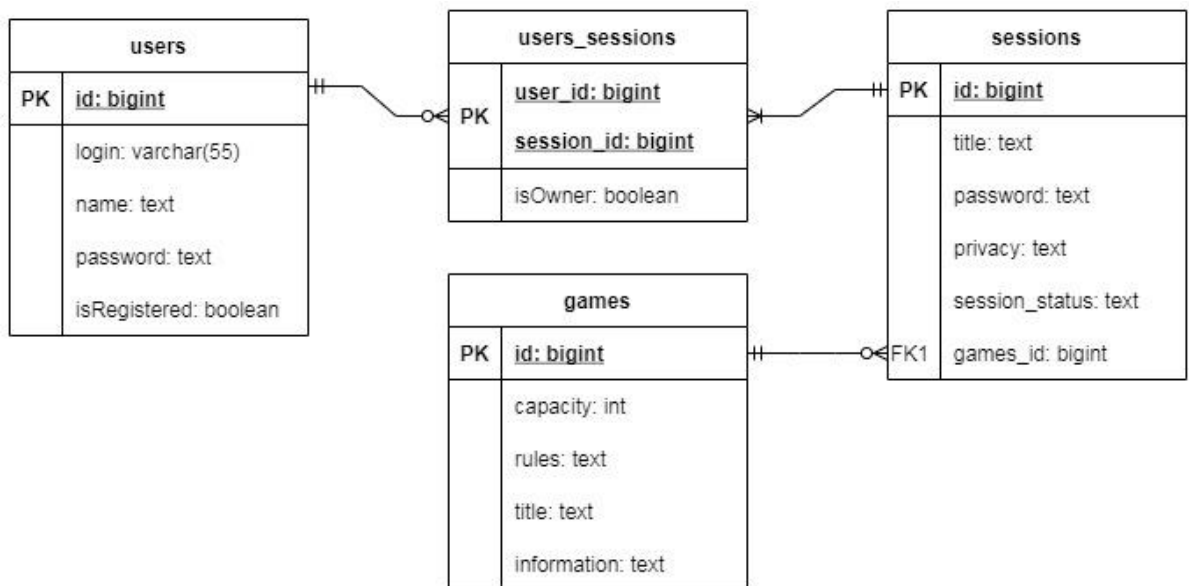 users
PK id: bigint
login: varchar(55)
name: text
password: text
isRegistered: boolean
users_sessions
user_id: bigint
PK
session_id: bigint
isOwner: boolean
sessions
PK id: bigint
title: text
password: text
privacy: text
session_status: text
FK1 games_id: bigint
games
PK id: bigint
capacity: int
rules: text
title: text
information: text